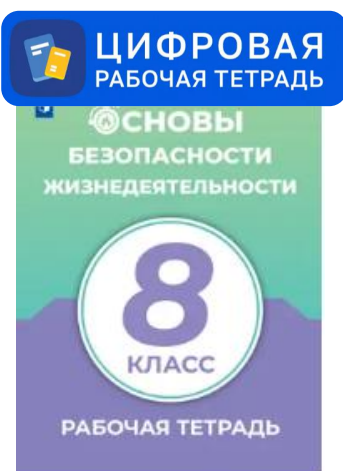 ЦИФРОВАЯ
РАБОЧАЯ ТЕТРАДЬ
ОСНОВЫ
БЕЗОПАСНОСТИ
ЖИЗНЕДЕЯТЕЛЬНОСТИ
8
КЛАСС
РАБОЧАЯ ТЕТРАДЬ